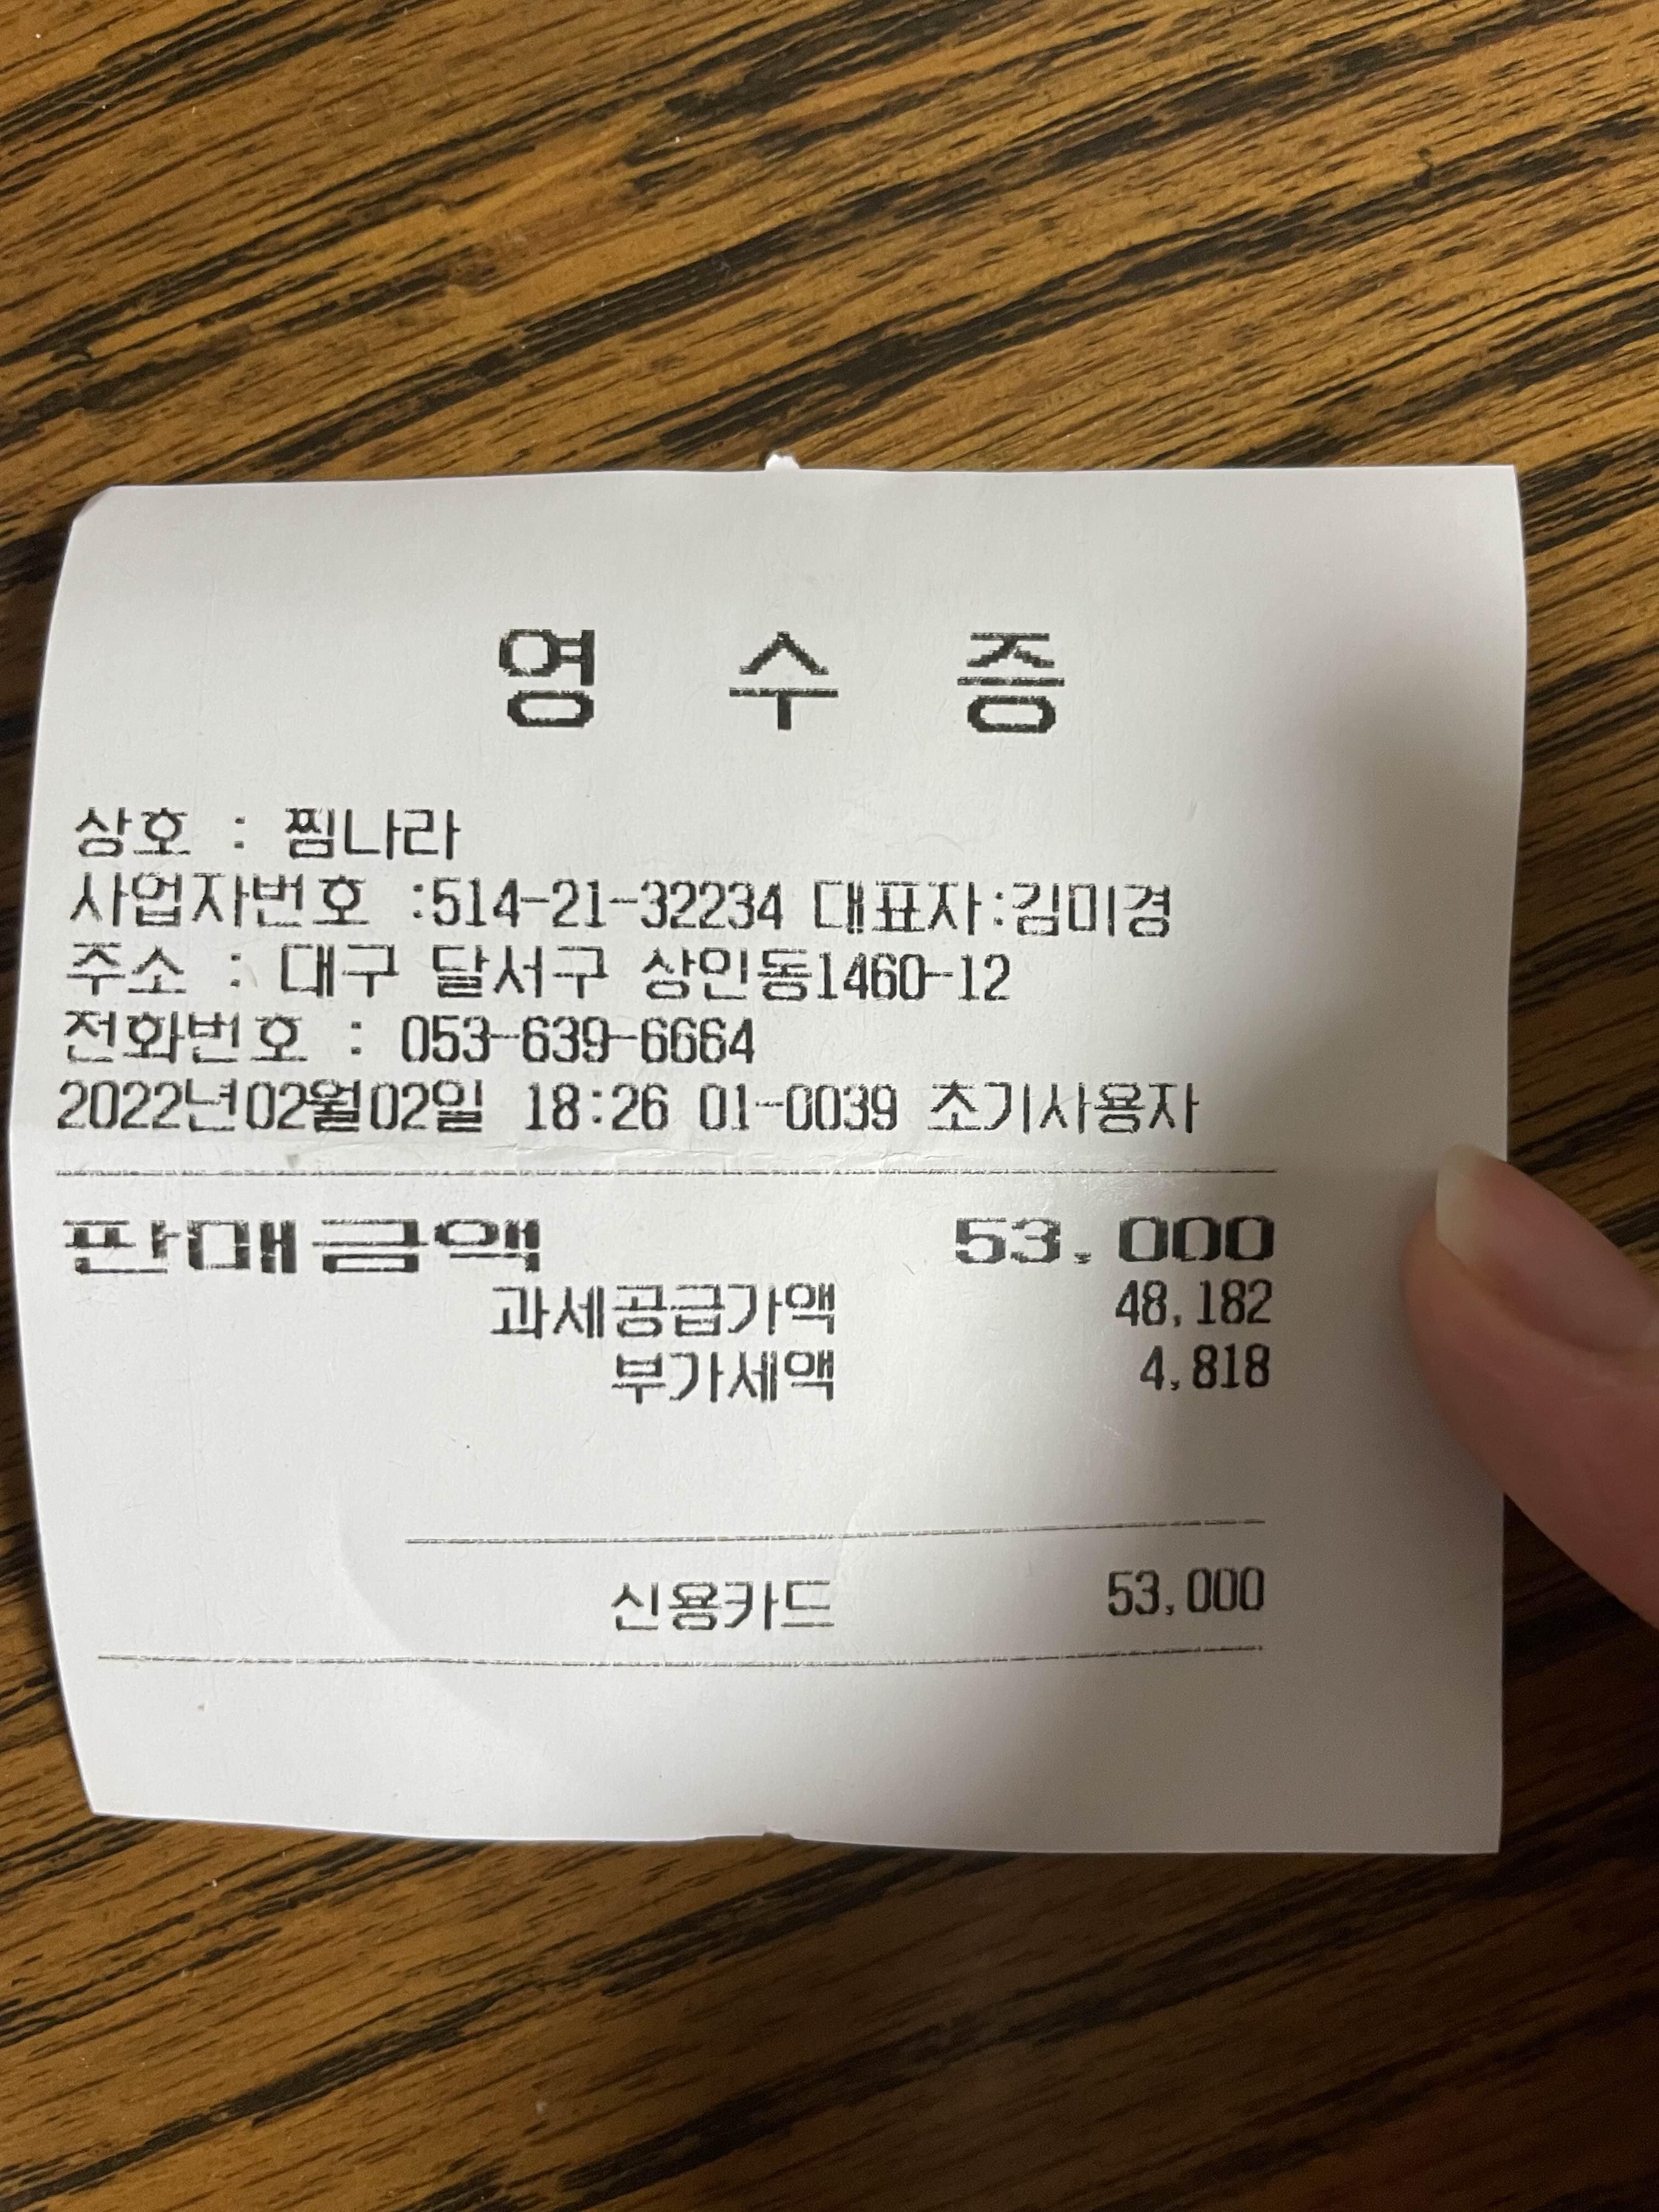 영 수 증
상호 : 찜나라
사업자번호 :514-21-32234 대표자:김미경
주소 : 대구 달서구 상인동1460-12
전화번호 : 053-639-6664
2022년02월02일 18:26 01-0039 초기사용자
판매금액 53,000
과세공급가액 48,182
부가세액 4,818
신용카드 53,000